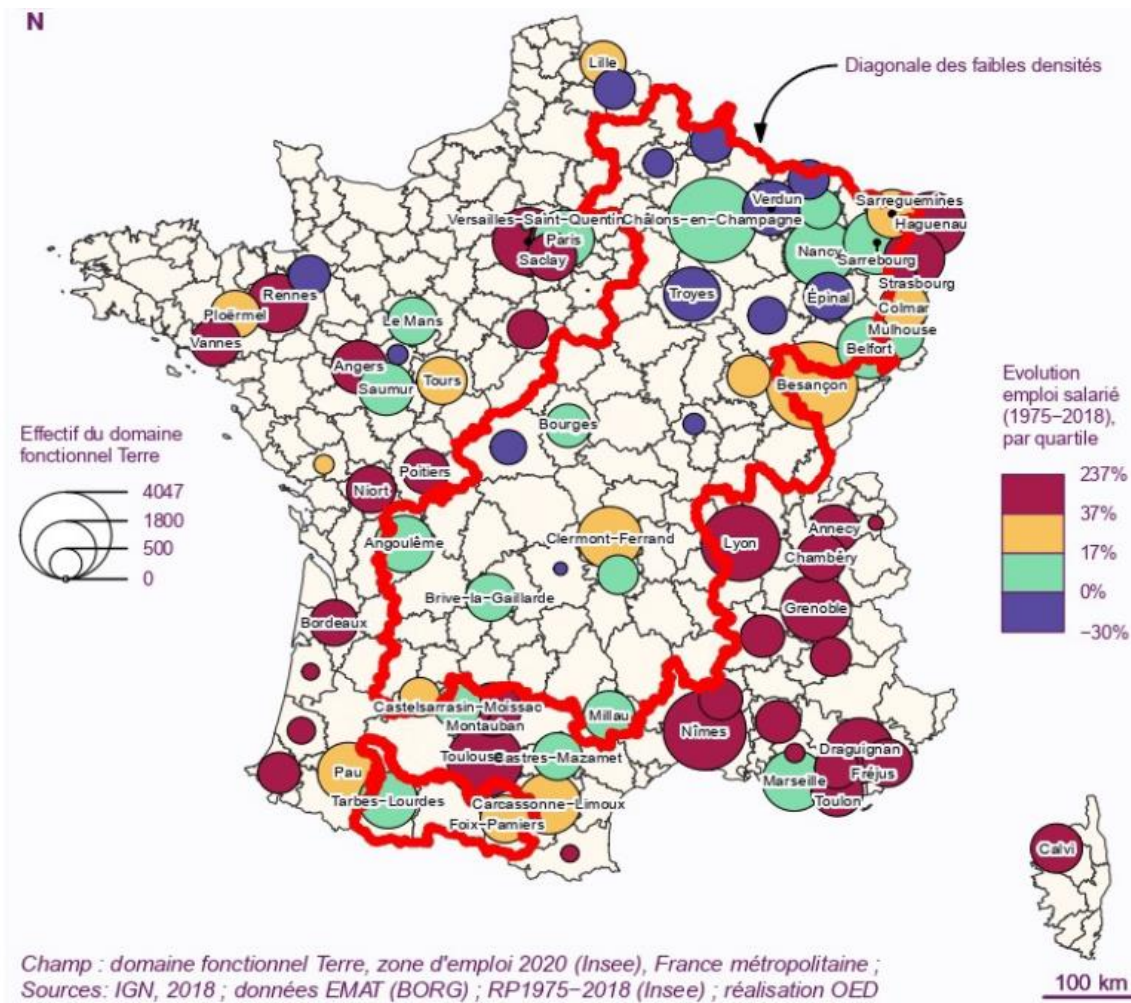 N
Lille
Diagonale des faibles densités
Verdun
Sarreguemines
Versailles−Saint−Quentin
Châlons−en−Champagne
Haguenau
Paris
Nancy
Saclay
Sarrebourg
Strasbourg
Rennes
Troyes
Épinal
Ploërmel
Colmar
Le Mans
Vannes
Mulhouse
Angers
Belfort
Saumur
Tours
Besançon
Bourges
Poitiers
Niort
Angoulême
Clermont−Ferrand
Lyon
Annecy
Chambéry
Brive−la−Gaillarde
Grenoble
Bordeaux
Castelsarrasin−Moissac
Montauban
Millau
Nîmes
Toulouse
Castres−Mazamet
Draguignan
Pau
Fréjus
Marseille
Tarbes−Lourdes
Carcassonne−Limoux
Toulon
Foix−Pamiers
Calvi
Effectif du domaine
fonctionnel Terre
4047
1800
500
0
Evolution
emploi salarié
(1975−2018),
par quartile
237%
37%
17%
0%
−30%
Champ : domaine fonctionnel Terre, zone d'emploi 2020 (Insee), France métropolitaine ;
Sources: IGN, 2018 ; données EMAT (BORG) ; RP1975−2018 (Insee) ; réalisation OED
100 km